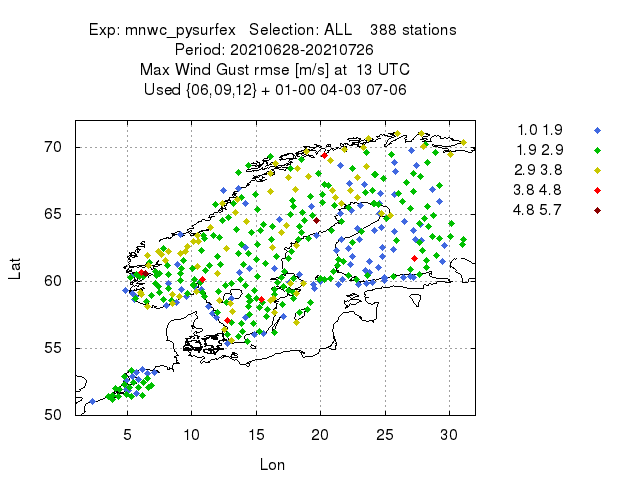 Exp: mnwc_pysurfex   Selection: ALL    388 stations
Period: 20210628-20210726
Max Wind Gust rmse [m/s] at  13 UTC
Used {06,09,12} + 01-00 04-03 07-06
1.0 1.9
1.9 2.9
2.9 3.8
3.8 4.8
4.8 5.7
70
65
60
55
50
Lat
5 10 15 20 25 30
Lon